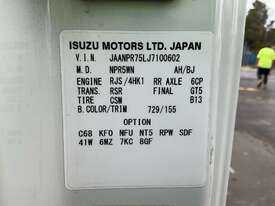 ISUZU MOTORS LTD. JAPAN
V.I.N. JAANPR75LJ7100602
M.D. NPR5WN AH/BJ
ENGINE RJS/4HK1 RR AXLE 6CP
TRANS. RSR FINAL GT5
TIRE CSM B13
B.COLOR/TRIM 729/155
OPTION
C68 KFO NFU NT5 RPW SDF
41W 6MZ 7KC 8GF